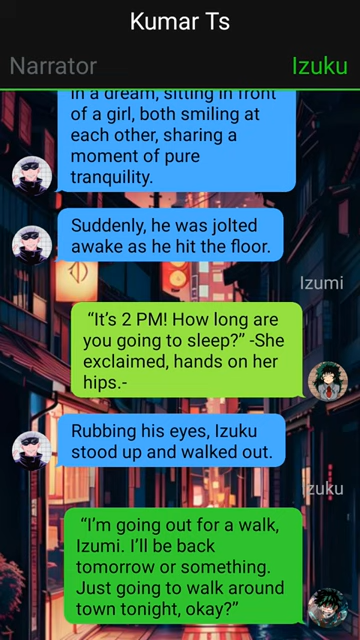 Kumar Ts
Narrator
Izuku
in a dream, sitting in front
of a girl, both smiling at
each other, sharing a
moment of pure
tranquility.
Suddenly, he was jolted
awake as he hit the floor.
Izumi
“It’s 2 PM! How long are
you going to sleep?” -She
exclaimed, hands on her
hips.-
Rubbing his eyes, Izuku
stood up and walked out.
Izuku
“I’m going out for a walk,
Izumi. I’ll be back
tomorrow or something.
Just going to walk around
town tonight, okay?”